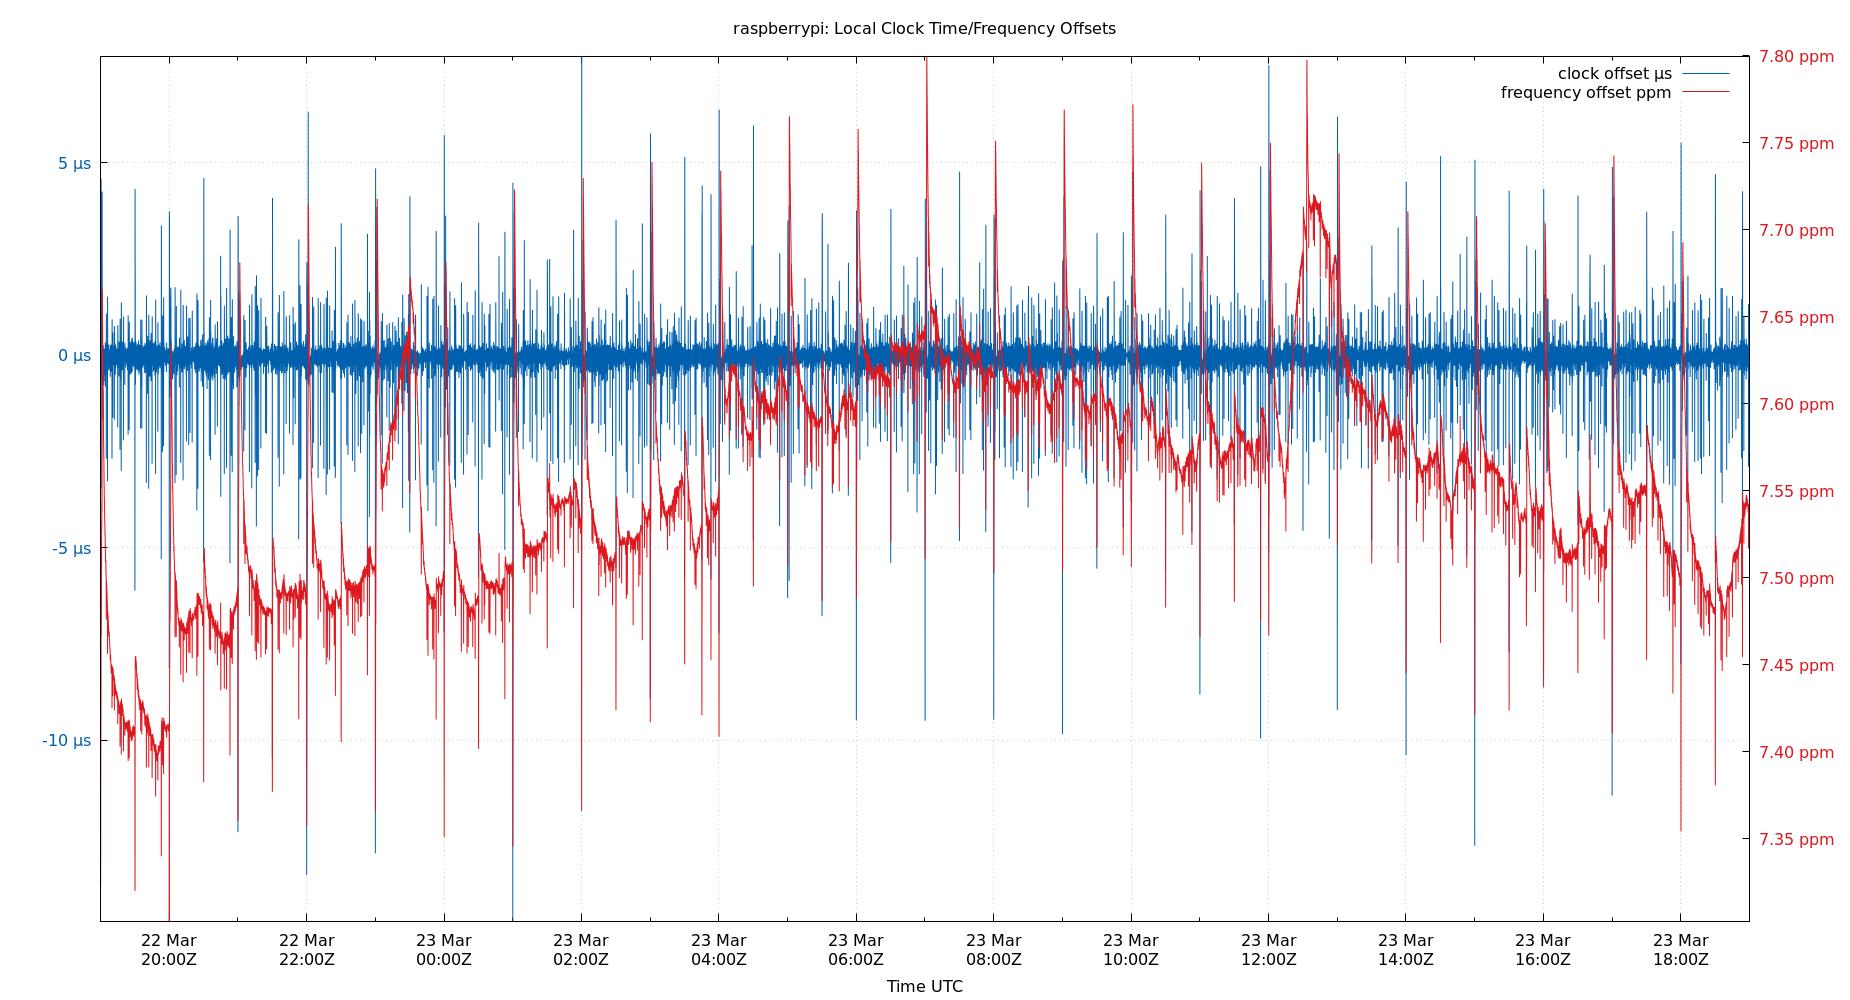 raspberrypi: Local Clock Time/Frequency Offsets
clock offset µs
frequency offset ppm
5 µs
0 µs
-5 µs
-10 µs
7.80 ppm
7.75 ppm
7.70 ppm
7.65 ppm
7.60 ppm
7.55 ppm
7.50 ppm
7.45 ppm
7.40 ppm
7.35 ppm
22 Mar 22 Mar 23 Mar 23 Mar 23 Mar 23 Mar 23 Mar 23 Mar 23 Mar 23 Mar 23 Mar 23 Mar
20:00Z 22:00Z 00:00Z 02:00Z 04:00Z 06:00Z 08:00Z 10:00Z 12:00Z 14:00Z 16:00Z 18:00Z
Time UTC